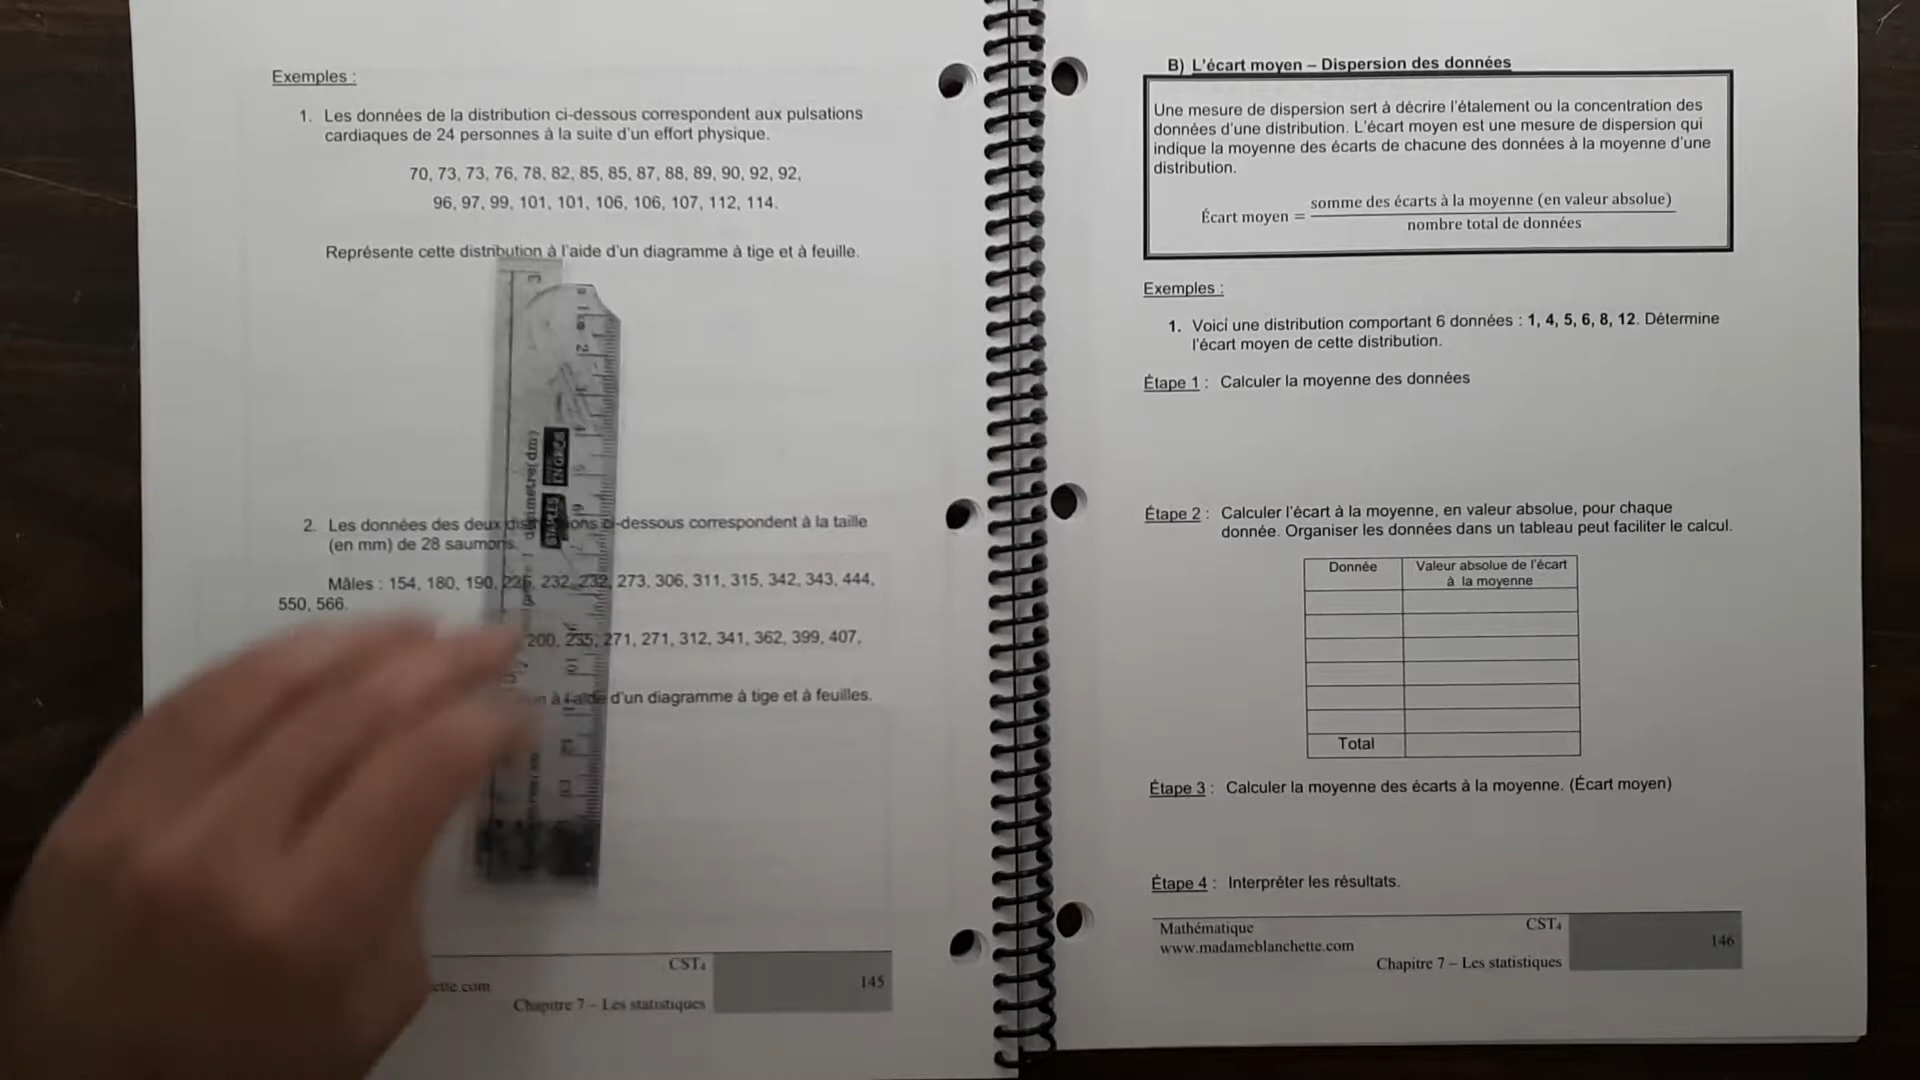 Exemples :
1. Les données de la distribution ci-dessous correspondent aux pulsations
cardiaques de 24 personnes à la suite d'un effort physique.
70, 73, 73, 76, 78, 82, 85, 85, 87, 88, 89, 90, 92, 92,
96, 97, 99, 101, 101, 106, 106, 107, 112, 114.
Représente cette distribution à l'aide d'un diagramme à tige et à feuille.
2. Les données des deux ci-dessous correspondent à la taille
(en mm) de 28 saumons.
Mâles : 154, 180, 190, 226, 232, 232, 273, 306, 311, 315, 342, 343, 444,
550, 566.
200, 235, 271, 271, 312, 341, 362, 399, 407,
à l'aide d'un diagramme à tige et à feuilles.
CST4
145
Chapitre 7 – Les statistiques
B) L'écart moyen – Dispersion des données
Une mesure de dispersion sert à décrire l'étalement ou la concentration des
données d'une distribution. L'écart moyen est une mesure de dispersion qui
indique la moyenne des écarts de chacune des données à la moyenne d'une
distribution.
somme des écarts à la moyenne (en valeur absolue)
Écart moyen =
nombre total de données
Exemples :
1. Voici une distribution comportant 6 données : 1, 4, 5, 6, 8, 12. Détermine
l'écart moyen de cette distribution.
Étape 1 : Calculer la moyenne des données
Étape 2 : Calculer l'écart à la moyenne, en valeur absolue, pour chaque
donnée. Organiser les données dans un tableau peut faciliter le calcul.
Donnée
Valeur absolue de l'écart
à la moyenne
Total
Étape 3 : Calculer la moyenne des écarts à la moyenne. (Écart moyen)
Étape 4 : Interpréter les résultats.
Mathématique
CST4
www.madameblanchette.com
146
Chapitre 7 – Les statistiques